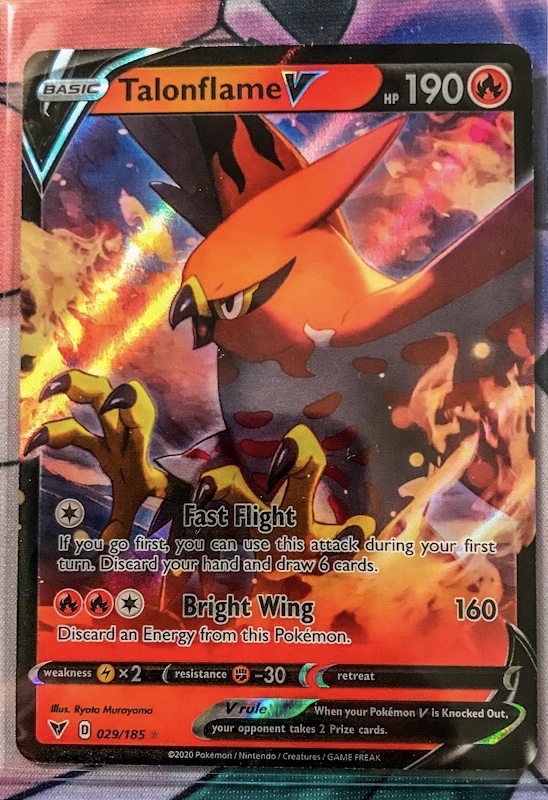 BASIC Talonflame V HP 190
Fast Flight
If you go first, you can use this attack during your first
turn. Discard your hand and draw 6 cards.
Bright Wing 160
Discard an Energy from this Pokémon.
weakness ×2 resistance -30 retreat
Illus. Ryota Murayama
V rule When your Pokémon V is Knocked Out,
your opponent takes 2 Prize cards.
D 029/185
©2020 Pokémon / Nintendo / Creatures / GAME FREAK